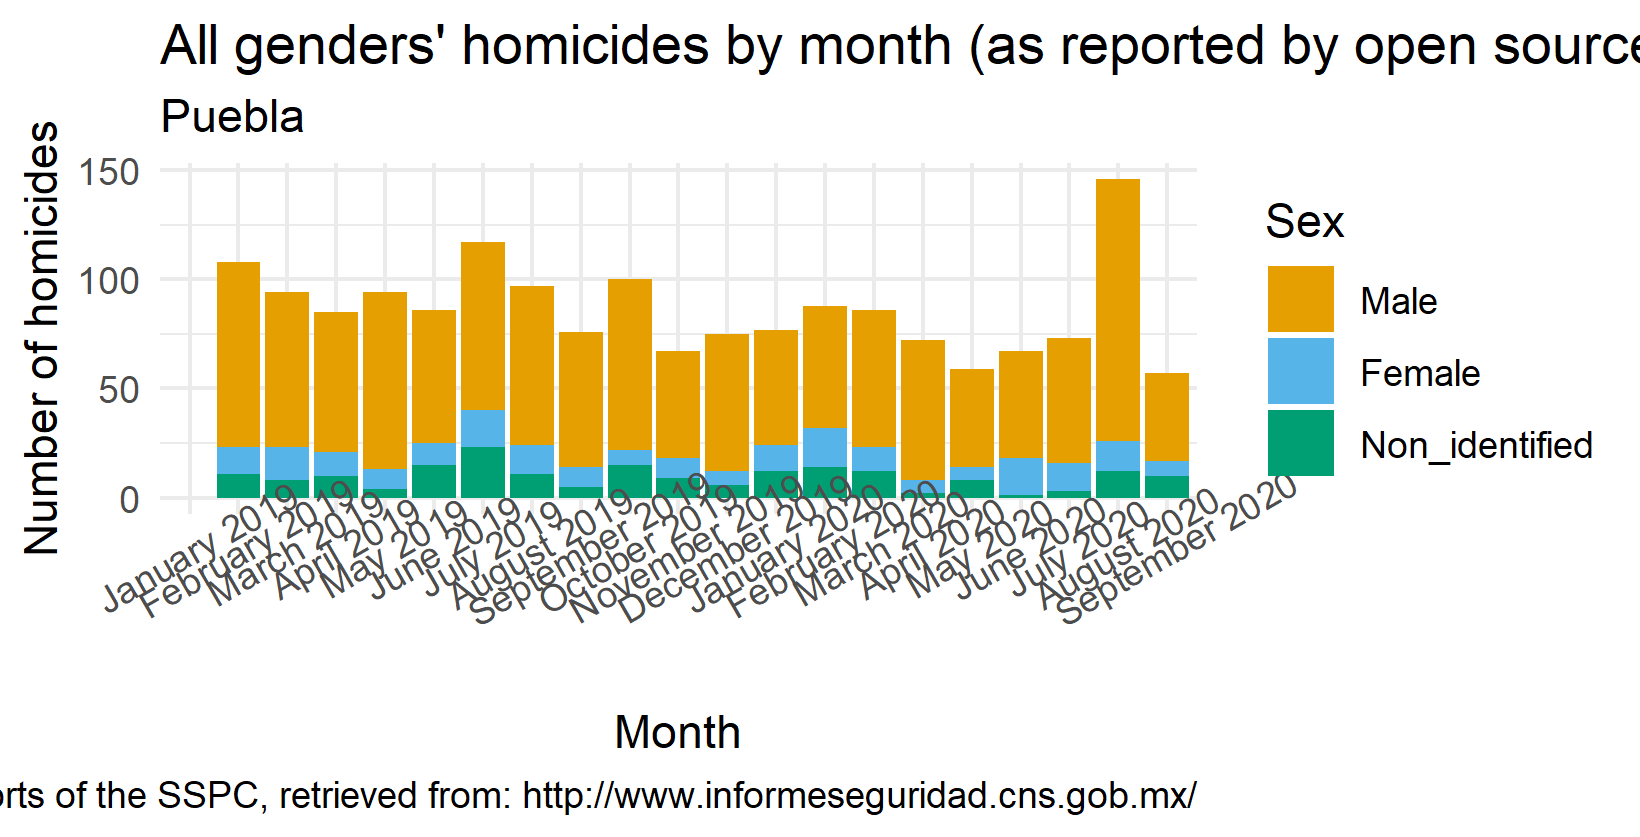 All genders' homicides by month (as reported by open source
Puebla
Number of homicides
150
100
50
0
January 2019
February 2019
March 2019
April 2019
May 2019
June 2019
July 2019
August 2019
September 2019
October 2019
November 2019
December 2019
January 2020
February 2020
March 2020
April 2020
May 2020
June 2020
July 2020
August 2020
September 2020
Month
Sex
Male
Female
Non_identified
orts of the SSPC, retrieved from: http://www.informeseguridad.cns.gob.mx/